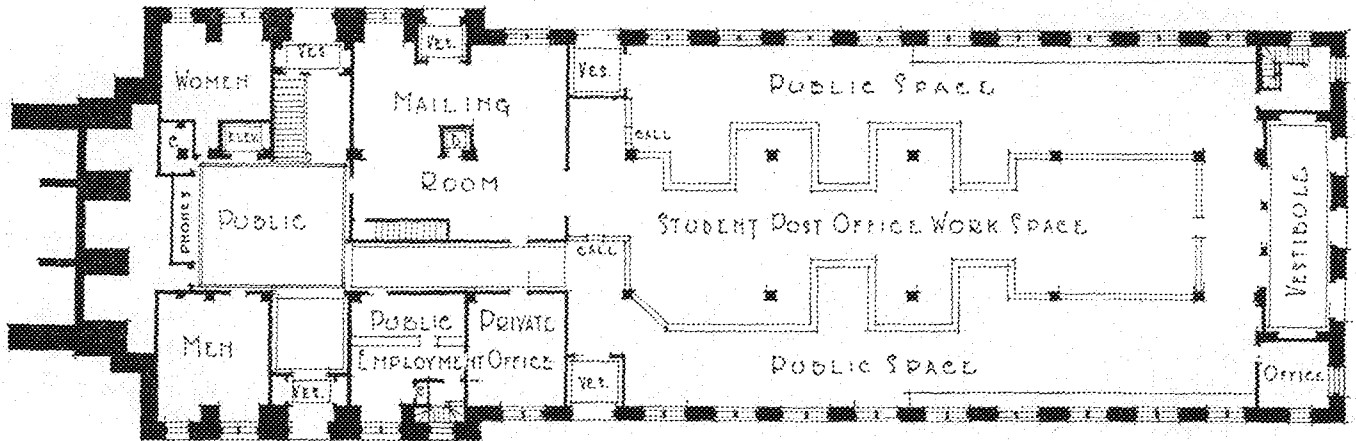 WOMEN
VES.
VES.
MAILING
ROOM
VES.
PUBLIC SPACE
CALL
C.
ELEV.
D.
PHONES
PUBLIC
STUDENT POST OFFICE WORK SPACE
CALL
VESTIBULE
MEN
PUBLIC
PRIVATE
EMPLOYMENT OFFICE
VES.
VES.
PUBLIC SPACE
OFFICE